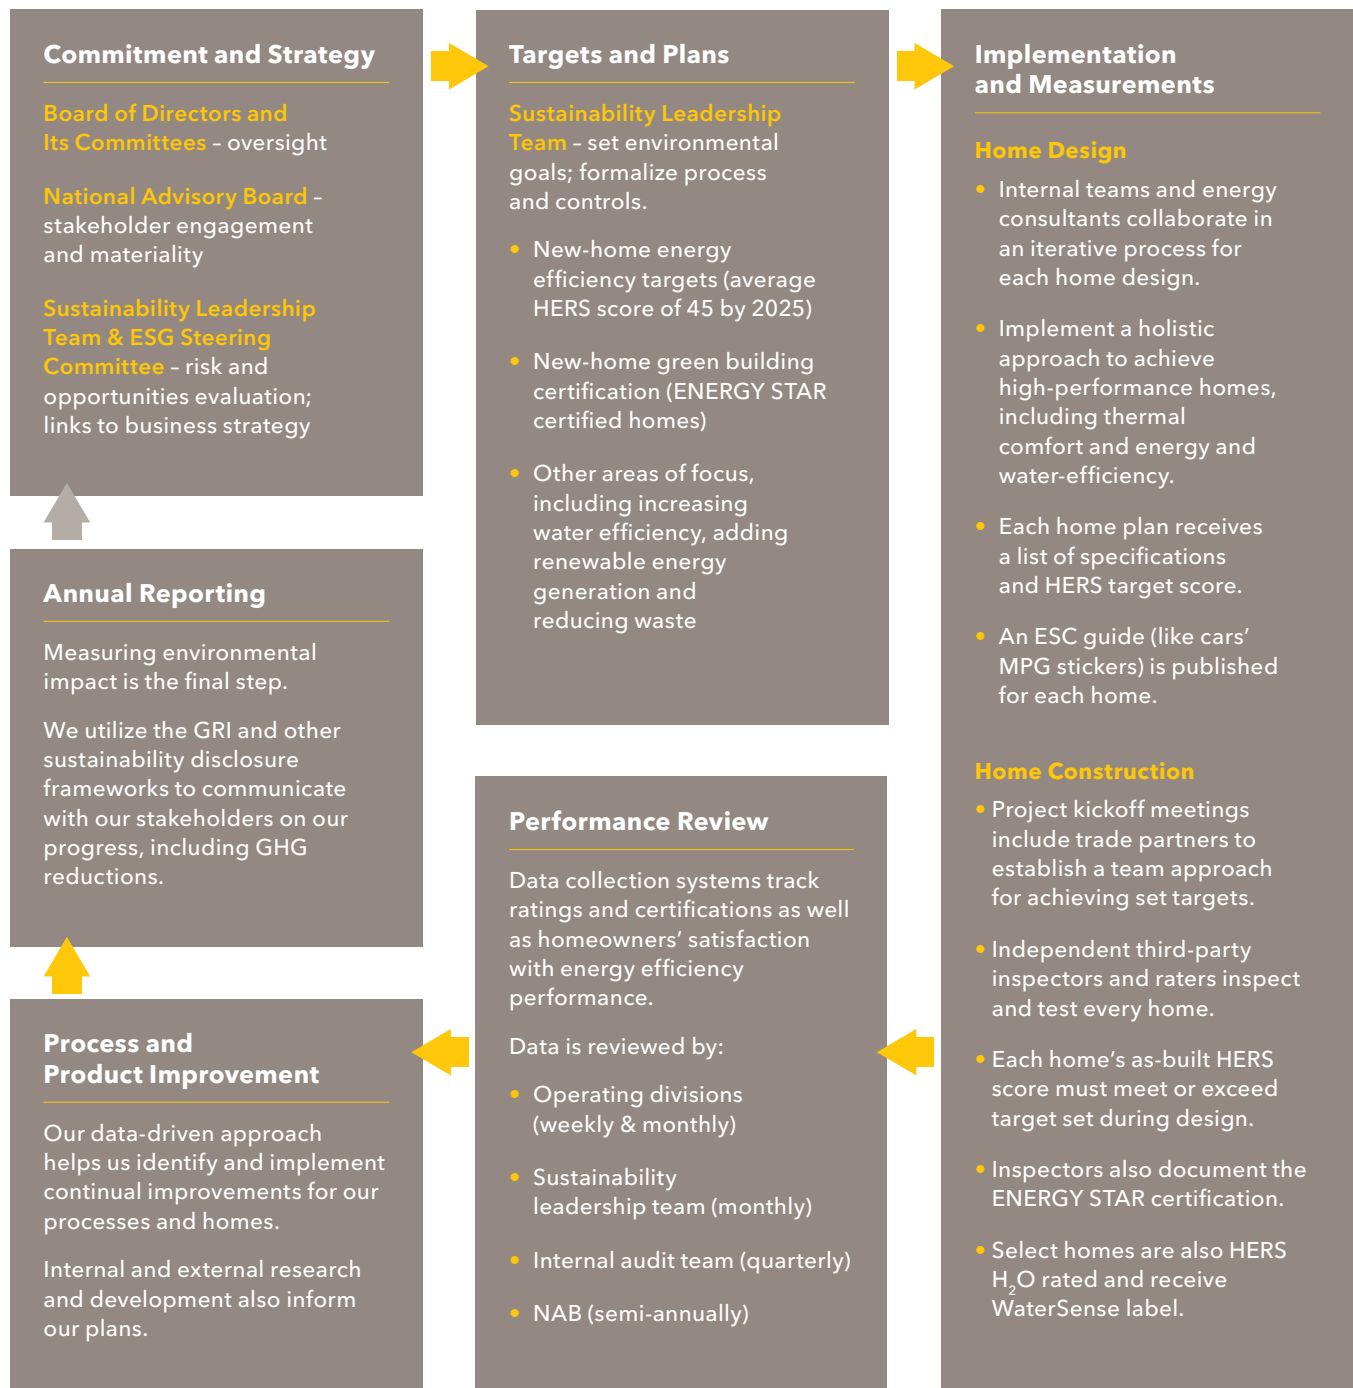 Commitment and Strategy
Board of Directors and
Its Committees – oversight
National Advisory Board –
stakeholder engagement
and materiality
Sustainability Leadership
Team & ESG Steering
Committee – risk and
opportunities evaluation;
links to business strategy
Targets and Plans
Sustainability Leadership
Team – set environmental
goals; formalize process
and controls.
• New-home energy
efficiency targets (average
HERS score of 45 by 2025)
• New-home green building
certification (ENERGY STAR
certified homes)
• Other areas of focus,
including increasing
water efficiency, adding
renewable energy
generation and
reducing waste
Implementation
and Measurements
Home Design
• Internal teams and energy
consultants collaborate in
an iterative process for
each home design.
• Implement a holistic
approach to achieve
high-performance homes,
including thermal
comfort and energy and
water-efficiency.
• Each home plan receives
a list of specifications
and HERS target score.
• An ESC guide (like cars’
MPG stickers) is published
for each home.
Home Construction
• Project kickoff meetings
include trade partners to
establish a team approach
for achieving set targets.
• Independent third-party
inspectors and raters inspect
and test every home.
• Each home’s as-built HERS
score must meet or exceed
target set during design.
• Inspectors also document the
ENERGY STAR certification.
• Select homes are also HERS
H₂O rated and receive
WaterSense label.
Performance Review
Data collection systems track
ratings and certifications as well
as homeowners‘ satisfaction
with energy efficiency
performance.
Data is reviewed by:
• Operating divisions
(weekly & monthly)
• Sustainability
leadership team (monthly)
• Internal audit team (quarterly)
• NAB (semi-annually)
Process and
Product Improvement
Our data-driven approach
helps us identify and implement
continual improvements for our
processes and homes.
Internal and external research
and development also inform
our plans.
Annual Reporting
Measuring environmental
impact is the final step.
We utilize the GRI and other
sustainability disclosure
frameworks to communicate
with our stakeholders on our
progress, including GHG
reductions.